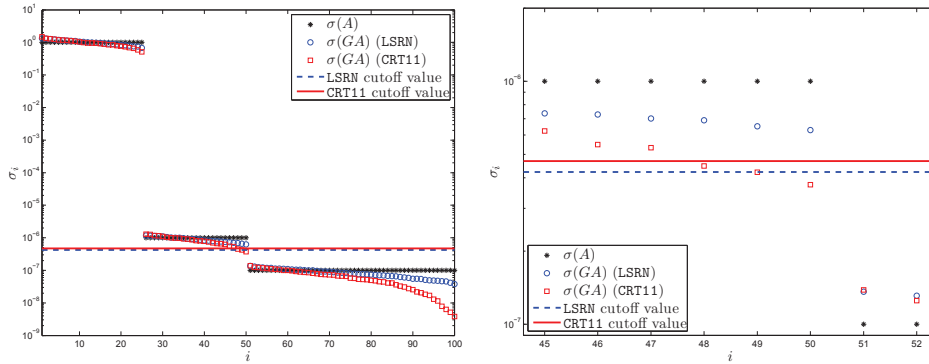 10^2
10^1
10^0
10^-1
10^-2
10^-3
10^-4
10^-5
10^-6
10^-7
10^-8
10^-9
σ_i
0 10 20 30 40 50 60 70 80 90 100
i
σ(A)
σ(GA) (LSRN)
σ(GA) (CRT11)
LSRN cutoff value
CRT11 cutoff value
10^-6
10^-7
σ_i
45 46 47 48 49 50 51 52
i
σ(A)
σ(GA) (LSRN)
σ(GA) (CRT11)
LSRN cutoff value
CRT11 cutoff value